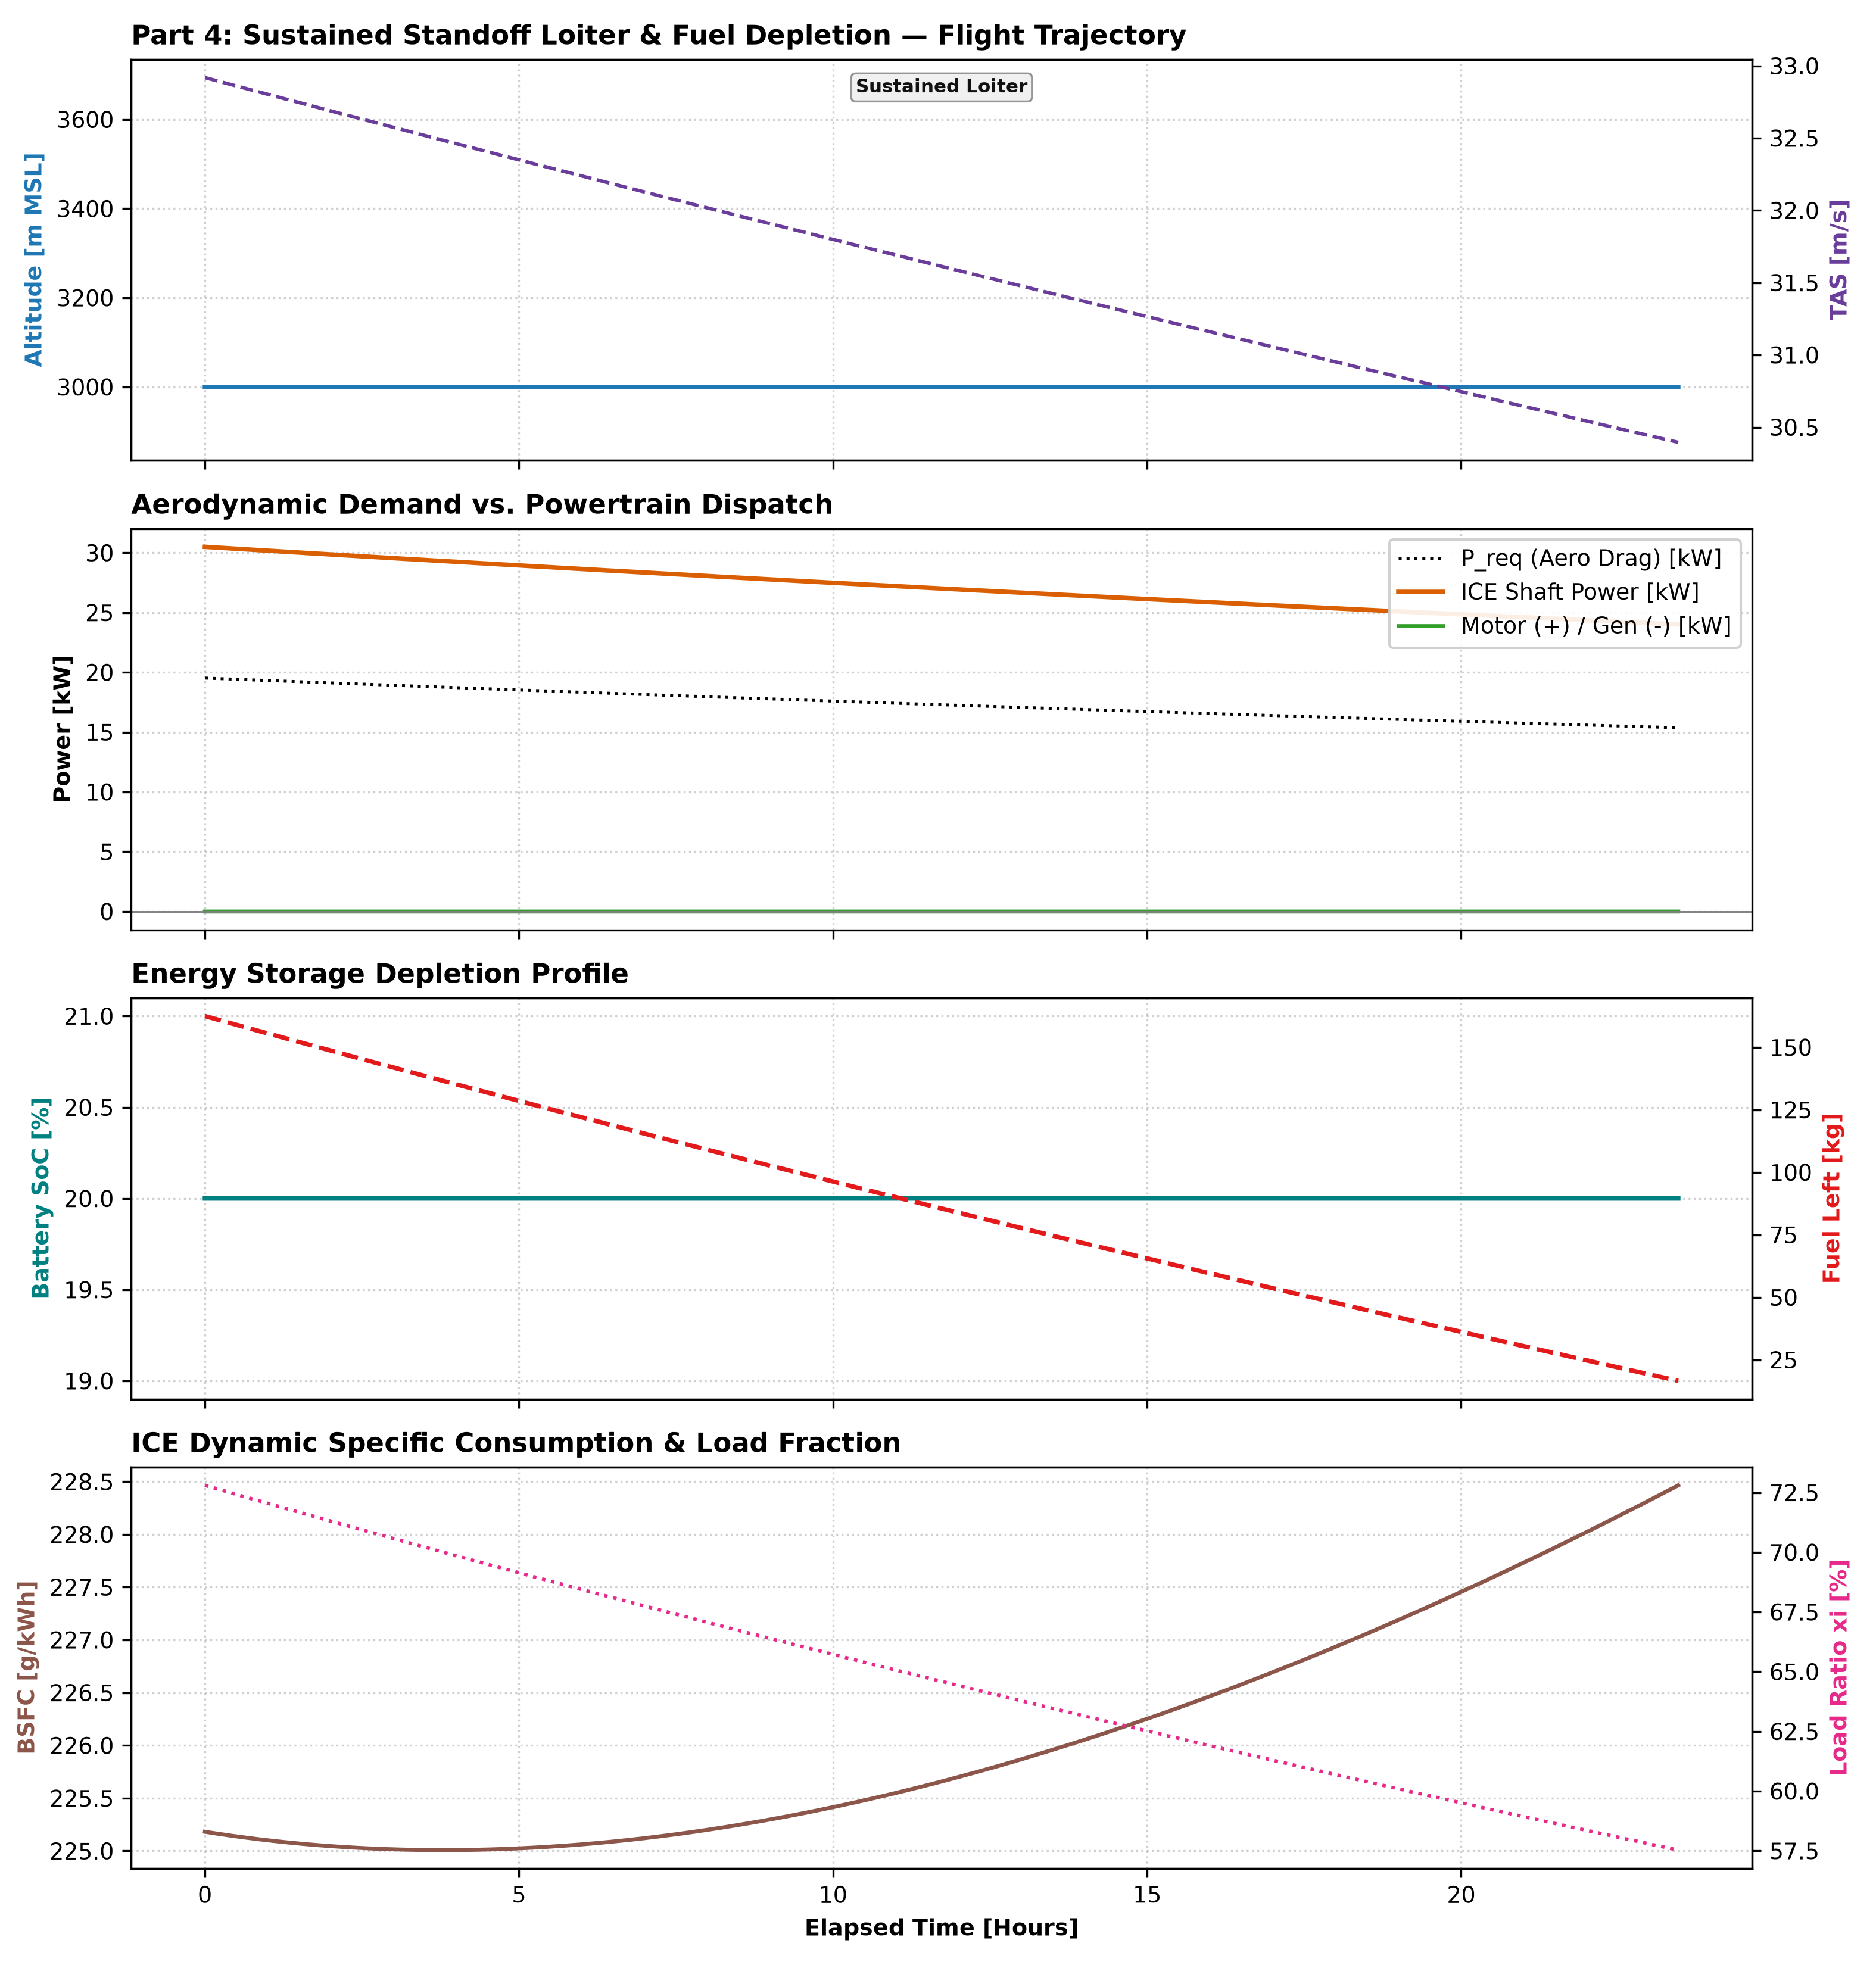 Part 4: Sustained Standoff Loiter & Fuel Depletion — Flight Trajectory
Sustained Loiter
Altitude [m MSL]
3600
3400
3200
3000
TAS [m/s]
33.0
32.5
32.0
31.5
31.0
30.5
Aerodynamic Demand vs. Powertrain Dispatch
Power [kW]
30
25
20
15
10
5
0
P_req (Aero Drag) [kW]
ICE Shaft Power [kW]
Motor (+) / Gen (-) [kW]
Energy Storage Depletion Profile
Battery SoC [%]
21.0
20.5
20.0
19.5
19.0
Fuel Left [kg]
150
125
100
75
50
25
ICE Dynamic Specific Consumption & Load Fraction
BSFC [g/kWh]
228.5
228.0
227.5
227.0
226.5
226.0
225.5
225.0
Load Ratio xi [%]
72.5
70.0
67.5
65.0
62.5
60.0
57.5
0 5 10 15 20
Elapsed Time [Hours]